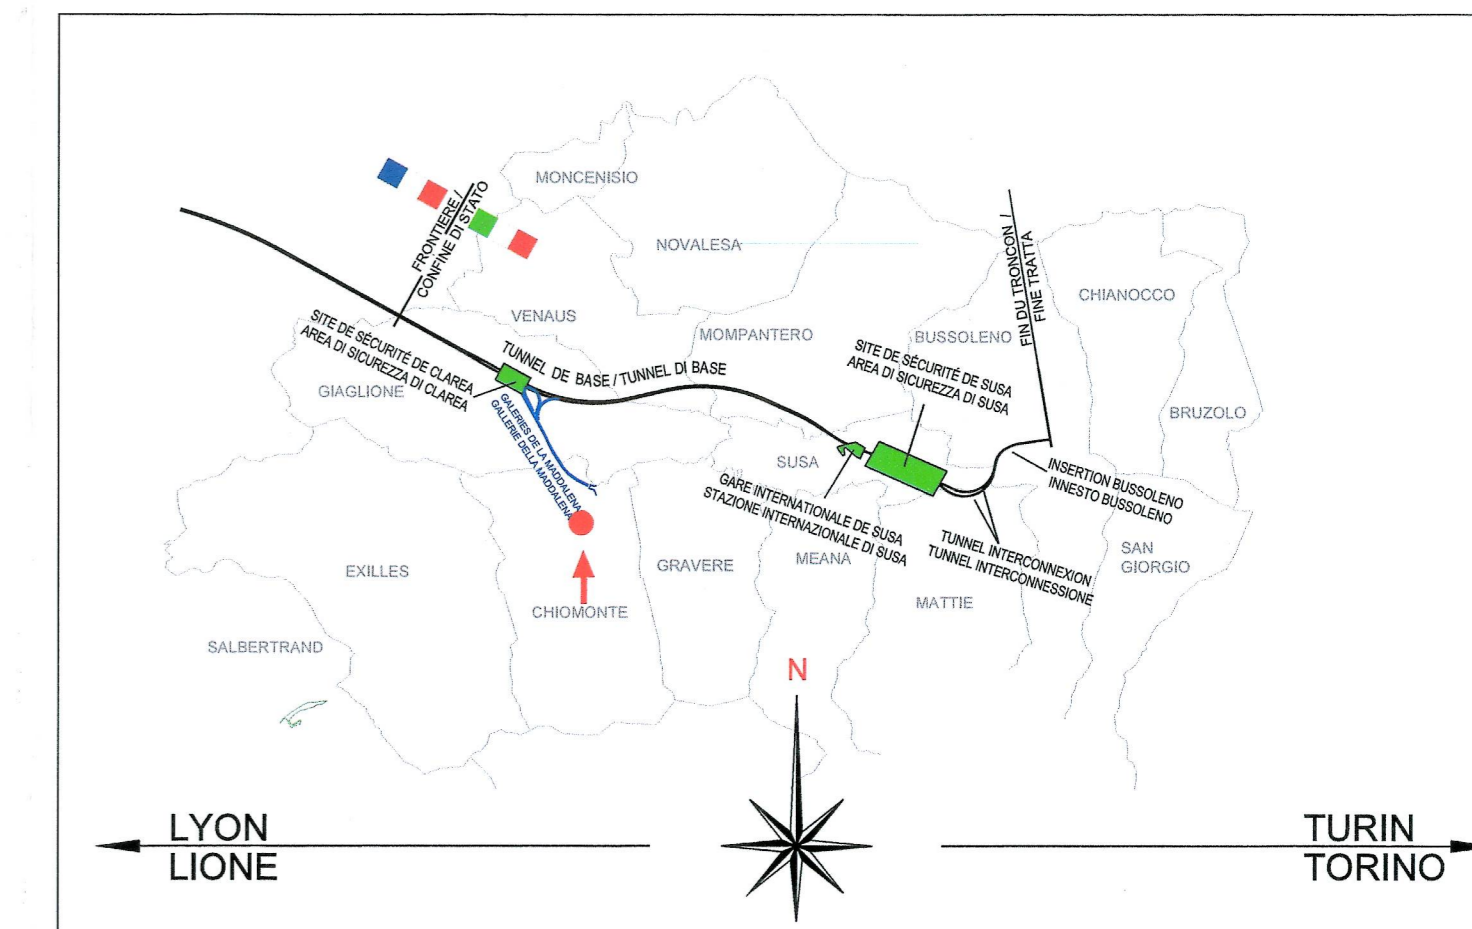 MONCENISIO
FRONTIERE /
CONFINE DI STATO
NOVALESA
FIN DU TRONCON /
FINE TRATTA
CHIANOCCO
VENAUS
MOMPANTERO
BUSSOLENO
SITE DE SÉCURITÉ DE CLAREA
AREA DI SICUREZZA DI CLAREA
TUNNEL DE BASE / TUNNEL DI BASE
SITE DE SÉCURITÉ DE SUSA
AREA DI SICUREZZA DI SUSA
GIAGLIONE
BRUZOLO
GALERIES DE LA MADDALENA
GALLERIE DELLA MADDALENA
SUSA
GARE INTERNATIONALE DE SUSA
STAZIONE INTERNAZIONALE DI SUSA
INSERTION BUSSOLENO
INNESTO BUSSOLENO
TUNNEL INTERCONNEXION
TUNNEL INTERCONNESSIONE
SAN
GIORGIO
EXILLES
GRAVERE
MEANA
MATTIE
CHIOMONTE
SALBERTRAND
N
LYON
LIONE
TURIN
TORINO